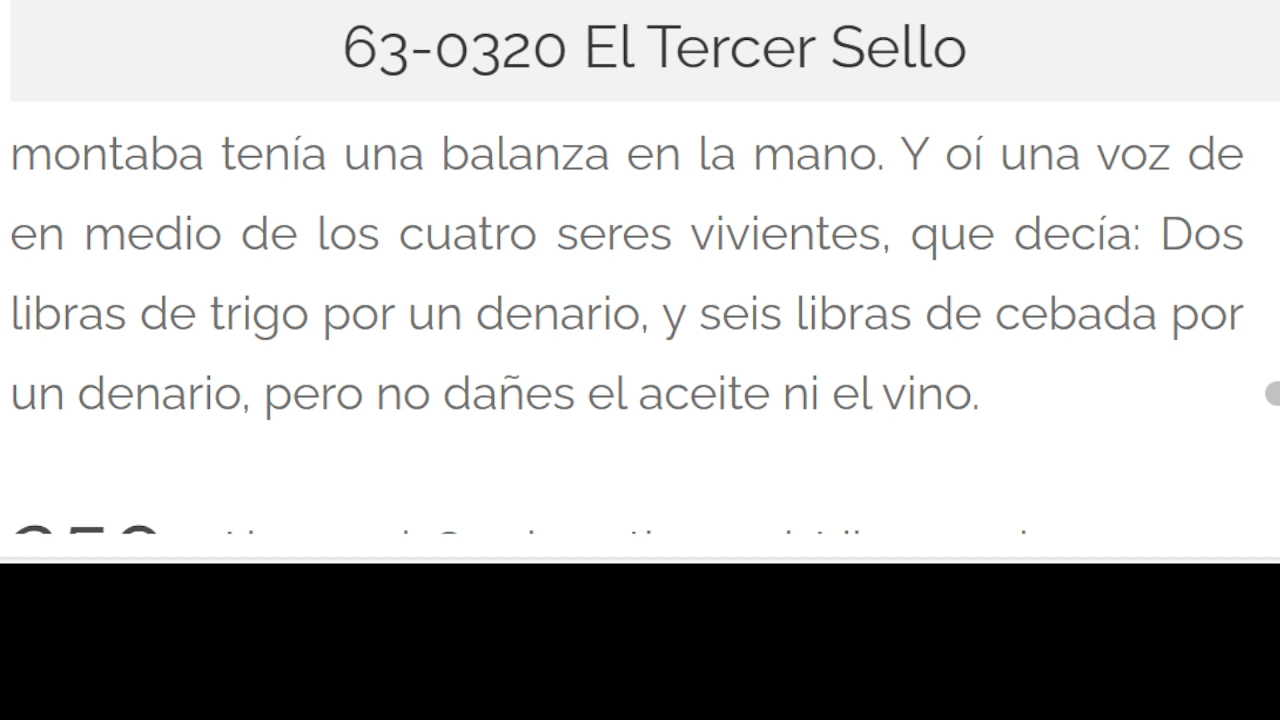 63-0320 El Tercer Sello
montaba tenía una balanza en la mano. Y oí una voz de
en medio de los cuatro seres vivientes, que decía: Dos
libras de trigo por un denario, y seis libras de cebada por
un denario, pero no dañes el aceite ni el vino.